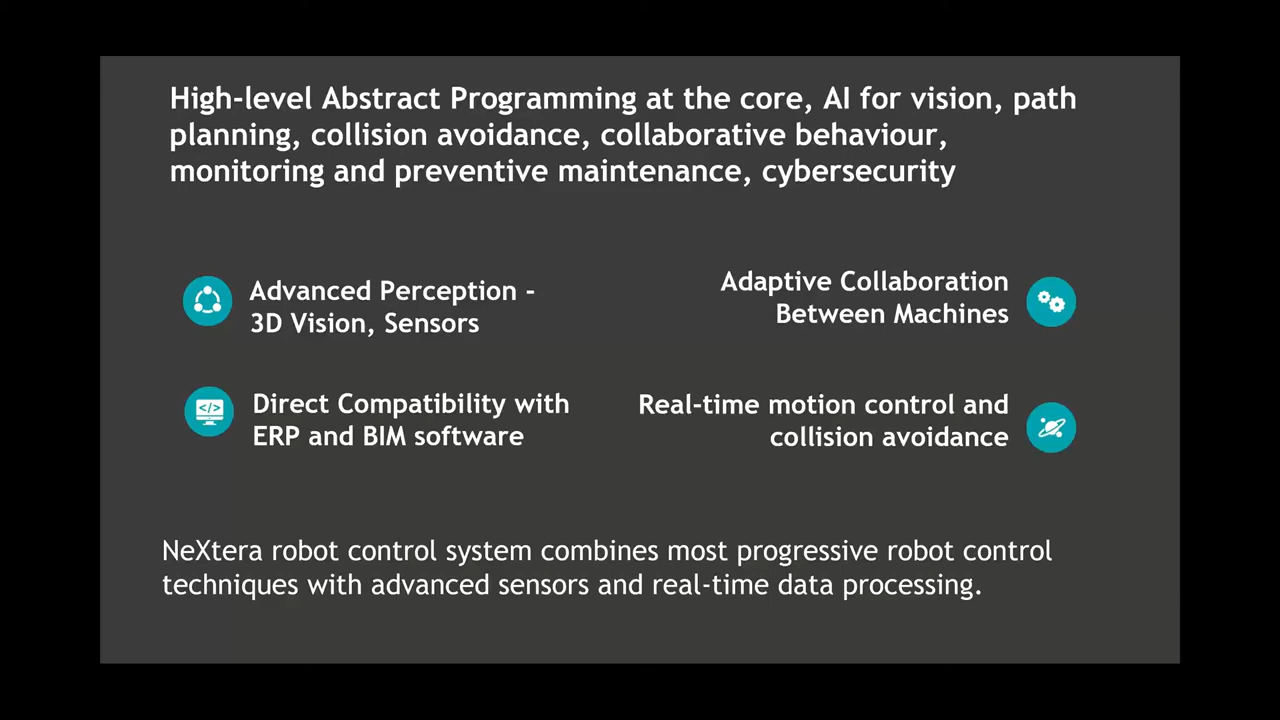 High-level Abstract Programming at the core, AI for vision, path
planning, collision avoidance, collaborative behaviour,
monitoring and preventive maintenance, cybersecurity
Advanced Perception -
3D Vision, Sensors
Adaptive Collaboration
Between Machines
Direct Compatibility with
ERP and BIM software
Real-time motion control and
collision avoidance
NeXtera robot control system combines most progressive robot control
techniques with advanced sensors and real-time data processing.